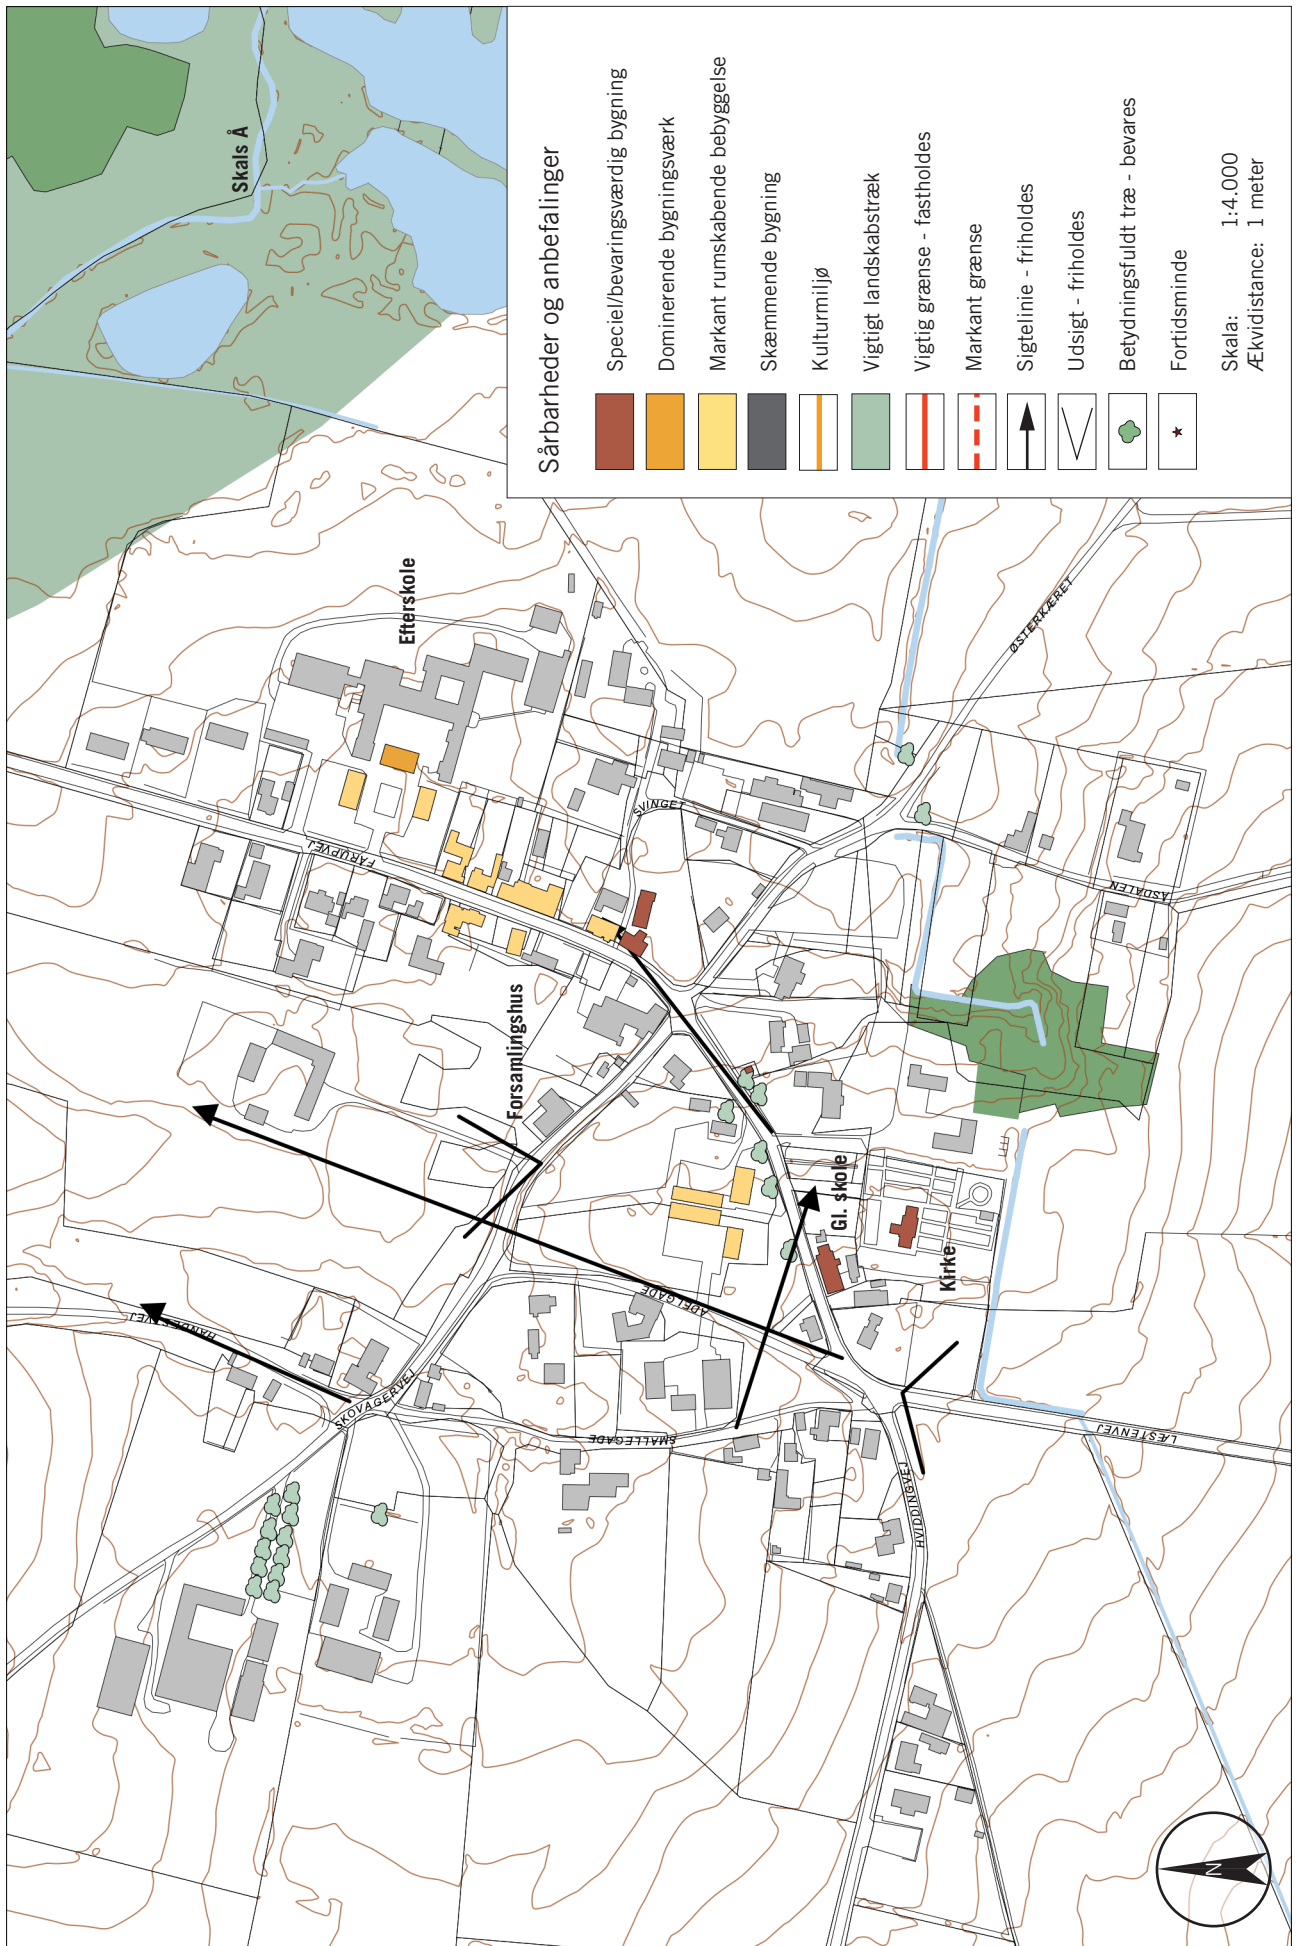 Sårbarheder og anbefalinger
Speciel/bevaringsværdig bygning
Dominerende bygningsværk
Markant rumskabende bebyggelse
Skæmmende bygning
Kulturmiljø
Vigtigt landskabstræk
Vigtig grænse - fastholdes
Markant grænse
Sigtelinie - friholdes
Udsigt - friholdes
Betydningsfuldt træ - bevares
Fortidsminde
Skala: 1:4.000
Ækvidistance: 1 meter
Skals Å
Efterskole
FÅRUPVEJ
SVINGET
ØSTERKÆRET
ASDALEN
Forsamlingshus
Gl. skole
Kirke
ADELGADE
SKOVAGERVEJ
SMALLEGADE
HVIDDINGVEJ
LÆSTENVEJ
N